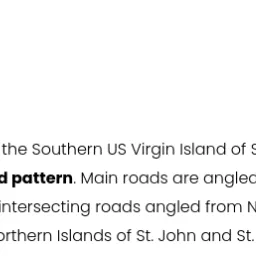 the Southern US Virgin Island of S
d pattern. Main roads are angled
intersecting roads angled from N
orthern Islands of St. John and St.